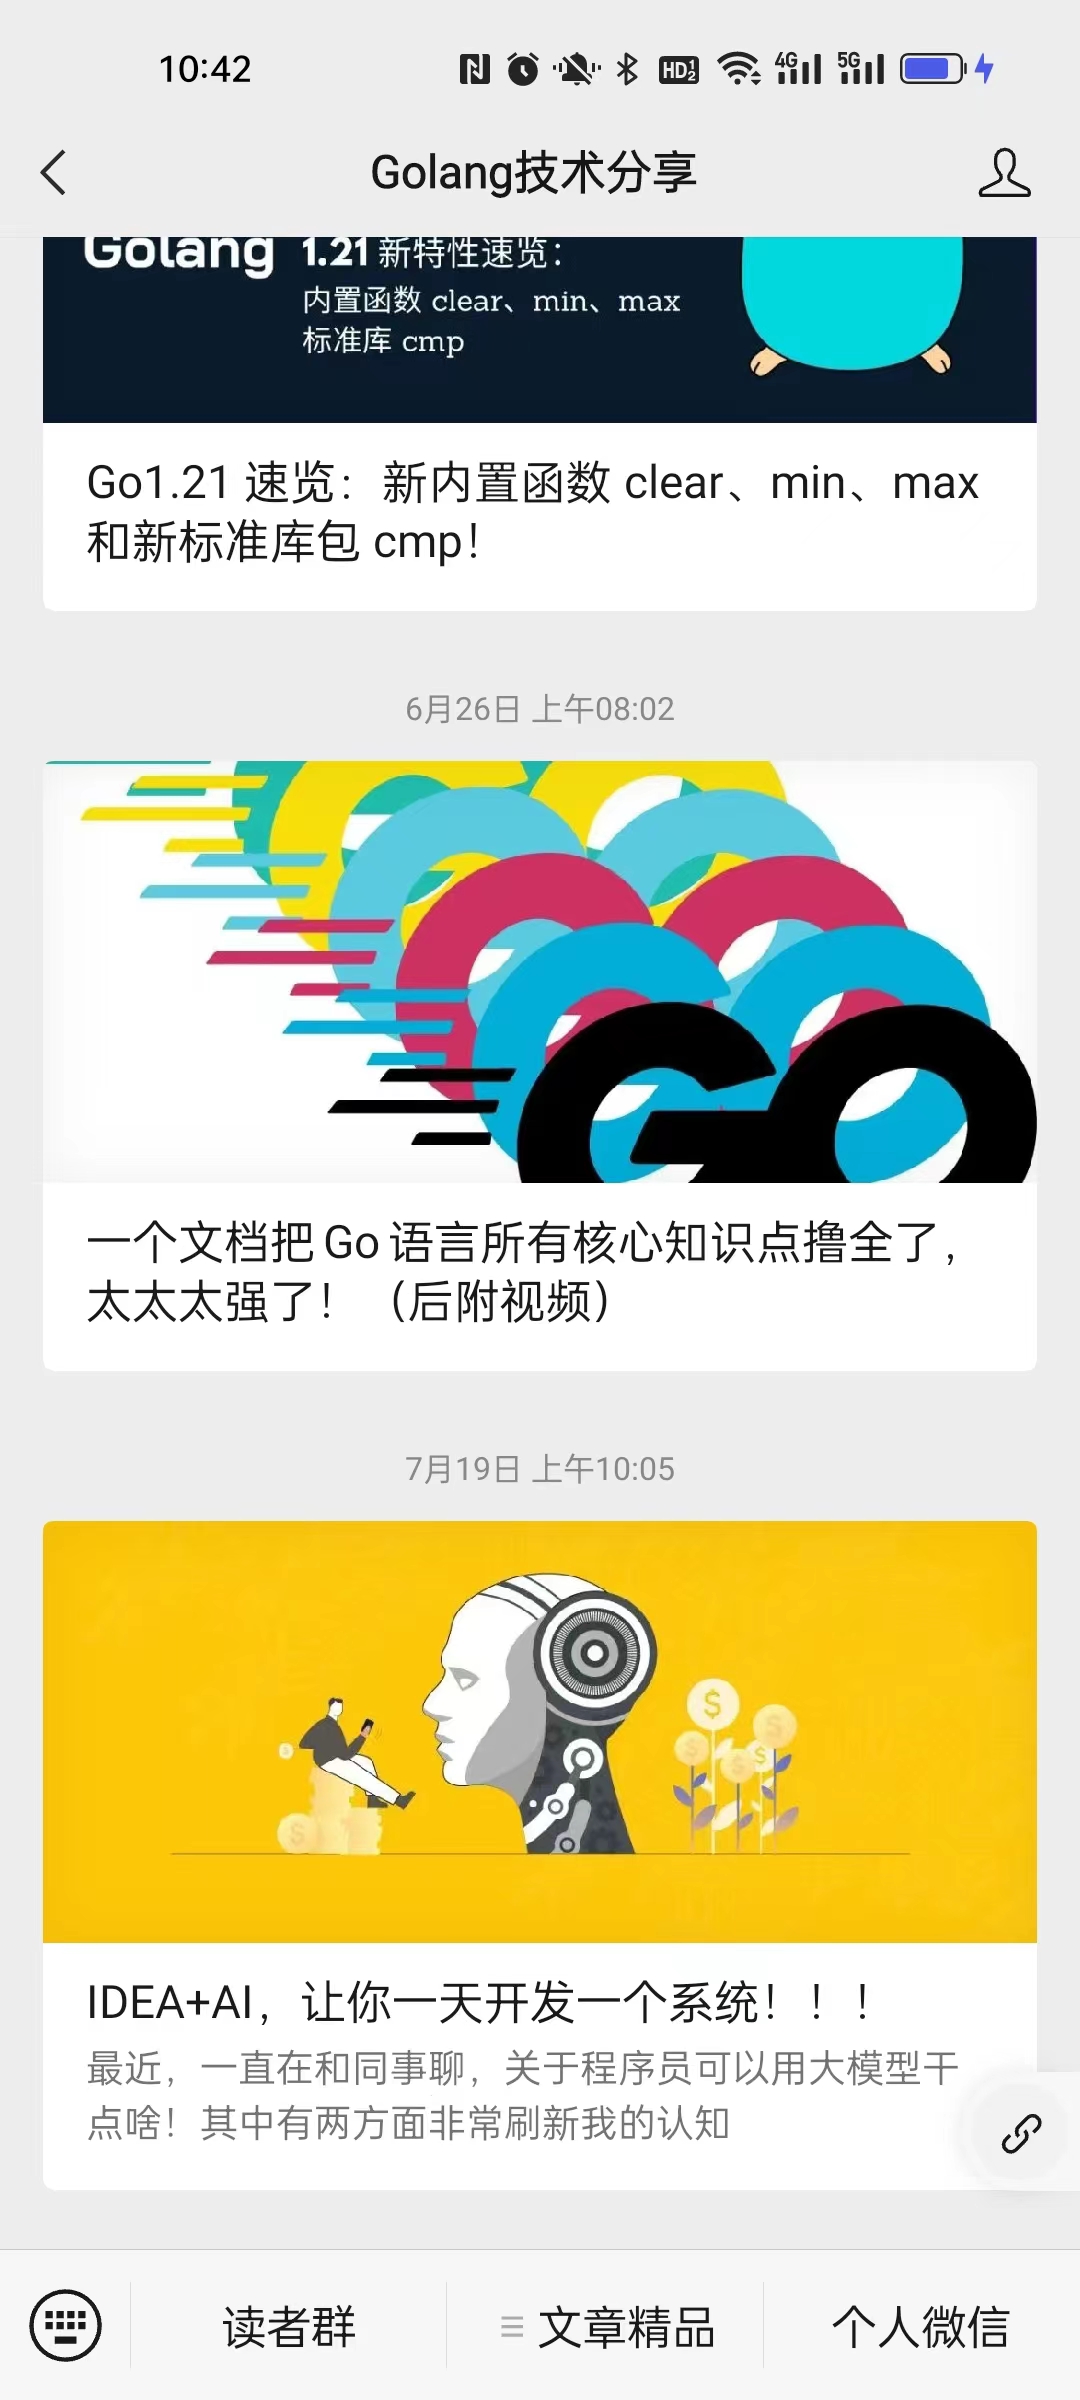 10:42
HD 1 2
4G
5G
Golang技术分享
Golang
1.21 新特性速览：
内置函数 clear、min、max
标准库 cmp
Go1.21 速览：新内置函数 clear、min、max
和新标准库包 cmp！
6月26日 上午08:02
GO
一个文档把 Go 语言所有核心知识点撸全了，
太太太强了！（后附视频）
7月19日 上午10:05
IDEA+AI，让你一天开发一个系统！！！
最近，一直在和同事聊，关于程序员可以用大模型干
点啥！其中有两方面非常刷新我的认知
读者群
文章精品
个人微信